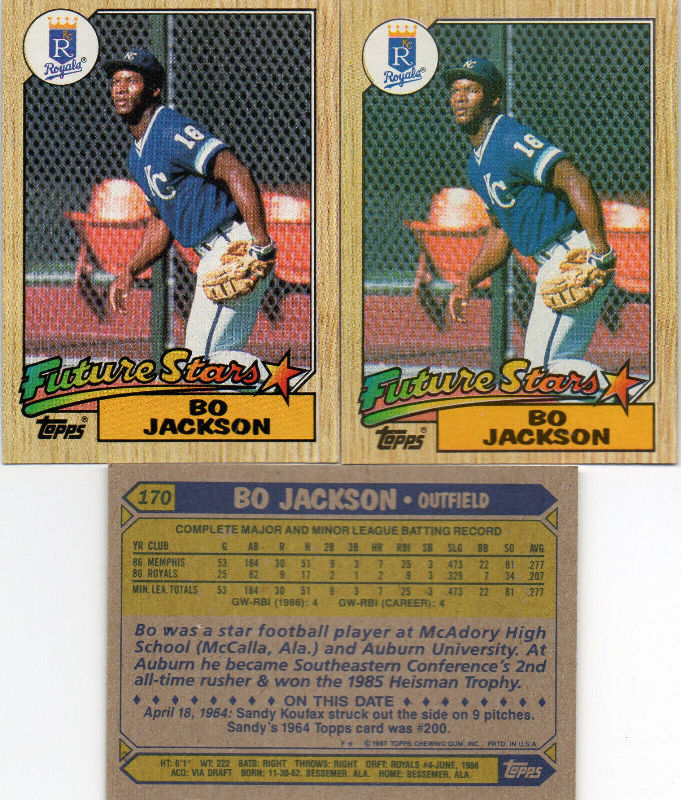 R
Royals®
KC
16
KC
Future Stars
topps
BO
JACKSON
KC
R
Royals®
KC
16
KC
Future Stars
topps
BO
JACKSON
170
BO JACKSON • OUTFIELD
COMPLETE MAJOR AND MINOR LEAGUE BATTING RECORD
YR CLUB G AB R H 2B 3B HR RBI SB SLG BB SO AVG
86 MEMPHIS 53 184 30 51 9 3 7 25 3 .473 22 81 .277
86 ROYALS 25 82 9 17 2 1 2 9 3 .329 7 34 .207
MIN. LEA. TOTALS 53 184 30 51 9 3 7 25 3 .473 22 81 .277
GW-RBI (1986): 4 GW-RBI (CAREER): 4
Bo was a star football player at McAdory High
School (McCalla, Ala.) and Auburn University. At
Auburn he became Southeastern Conference's 2nd
all-time rusher & won the 1985 Heisman Trophy.
ON THIS DATE
April 18, 1964: Sandy Koufax struck out the side on 9 pitches.
Sandy's 1964 Topps card was #200.
F* ©1987 TOPPS CHEWING GUM, INC. PRTD. IN U.S.A.
HT: 6'1" WT: 222 BATS: RIGHT THROWS: RIGHT DRFT: ROYALS #4-JUNE, 1986
ACQ: VIA DRAFT BORN: 11-30-62, BESSEMER, ALA. HOME: BESSEMER, ALA.
topps